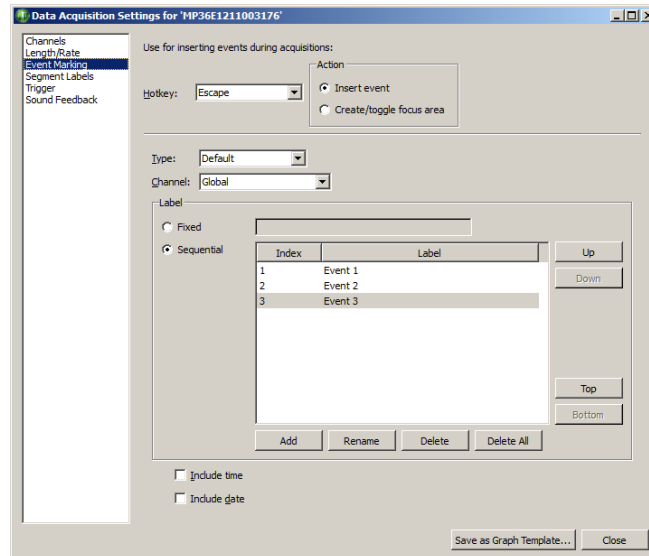 Data Acquisition Settings for 'MP36E1211003176'
Channels
Length/Rate
Event Marking
Segment Labels
Trigger
Sound Feedback
Use for inserting events during acquisitions:
Hotkey: Escape
Action
Insert event
Create/toggle focus area
Type: Default
Channel: Global
Label
Fixed
Sequential
Index Label
1 Event 1
2 Event 2
3 Event 3
Up
Down
Top
Bottom
Add Rename Delete Delete All
Include time
Include date
Save as Graph Template... Close